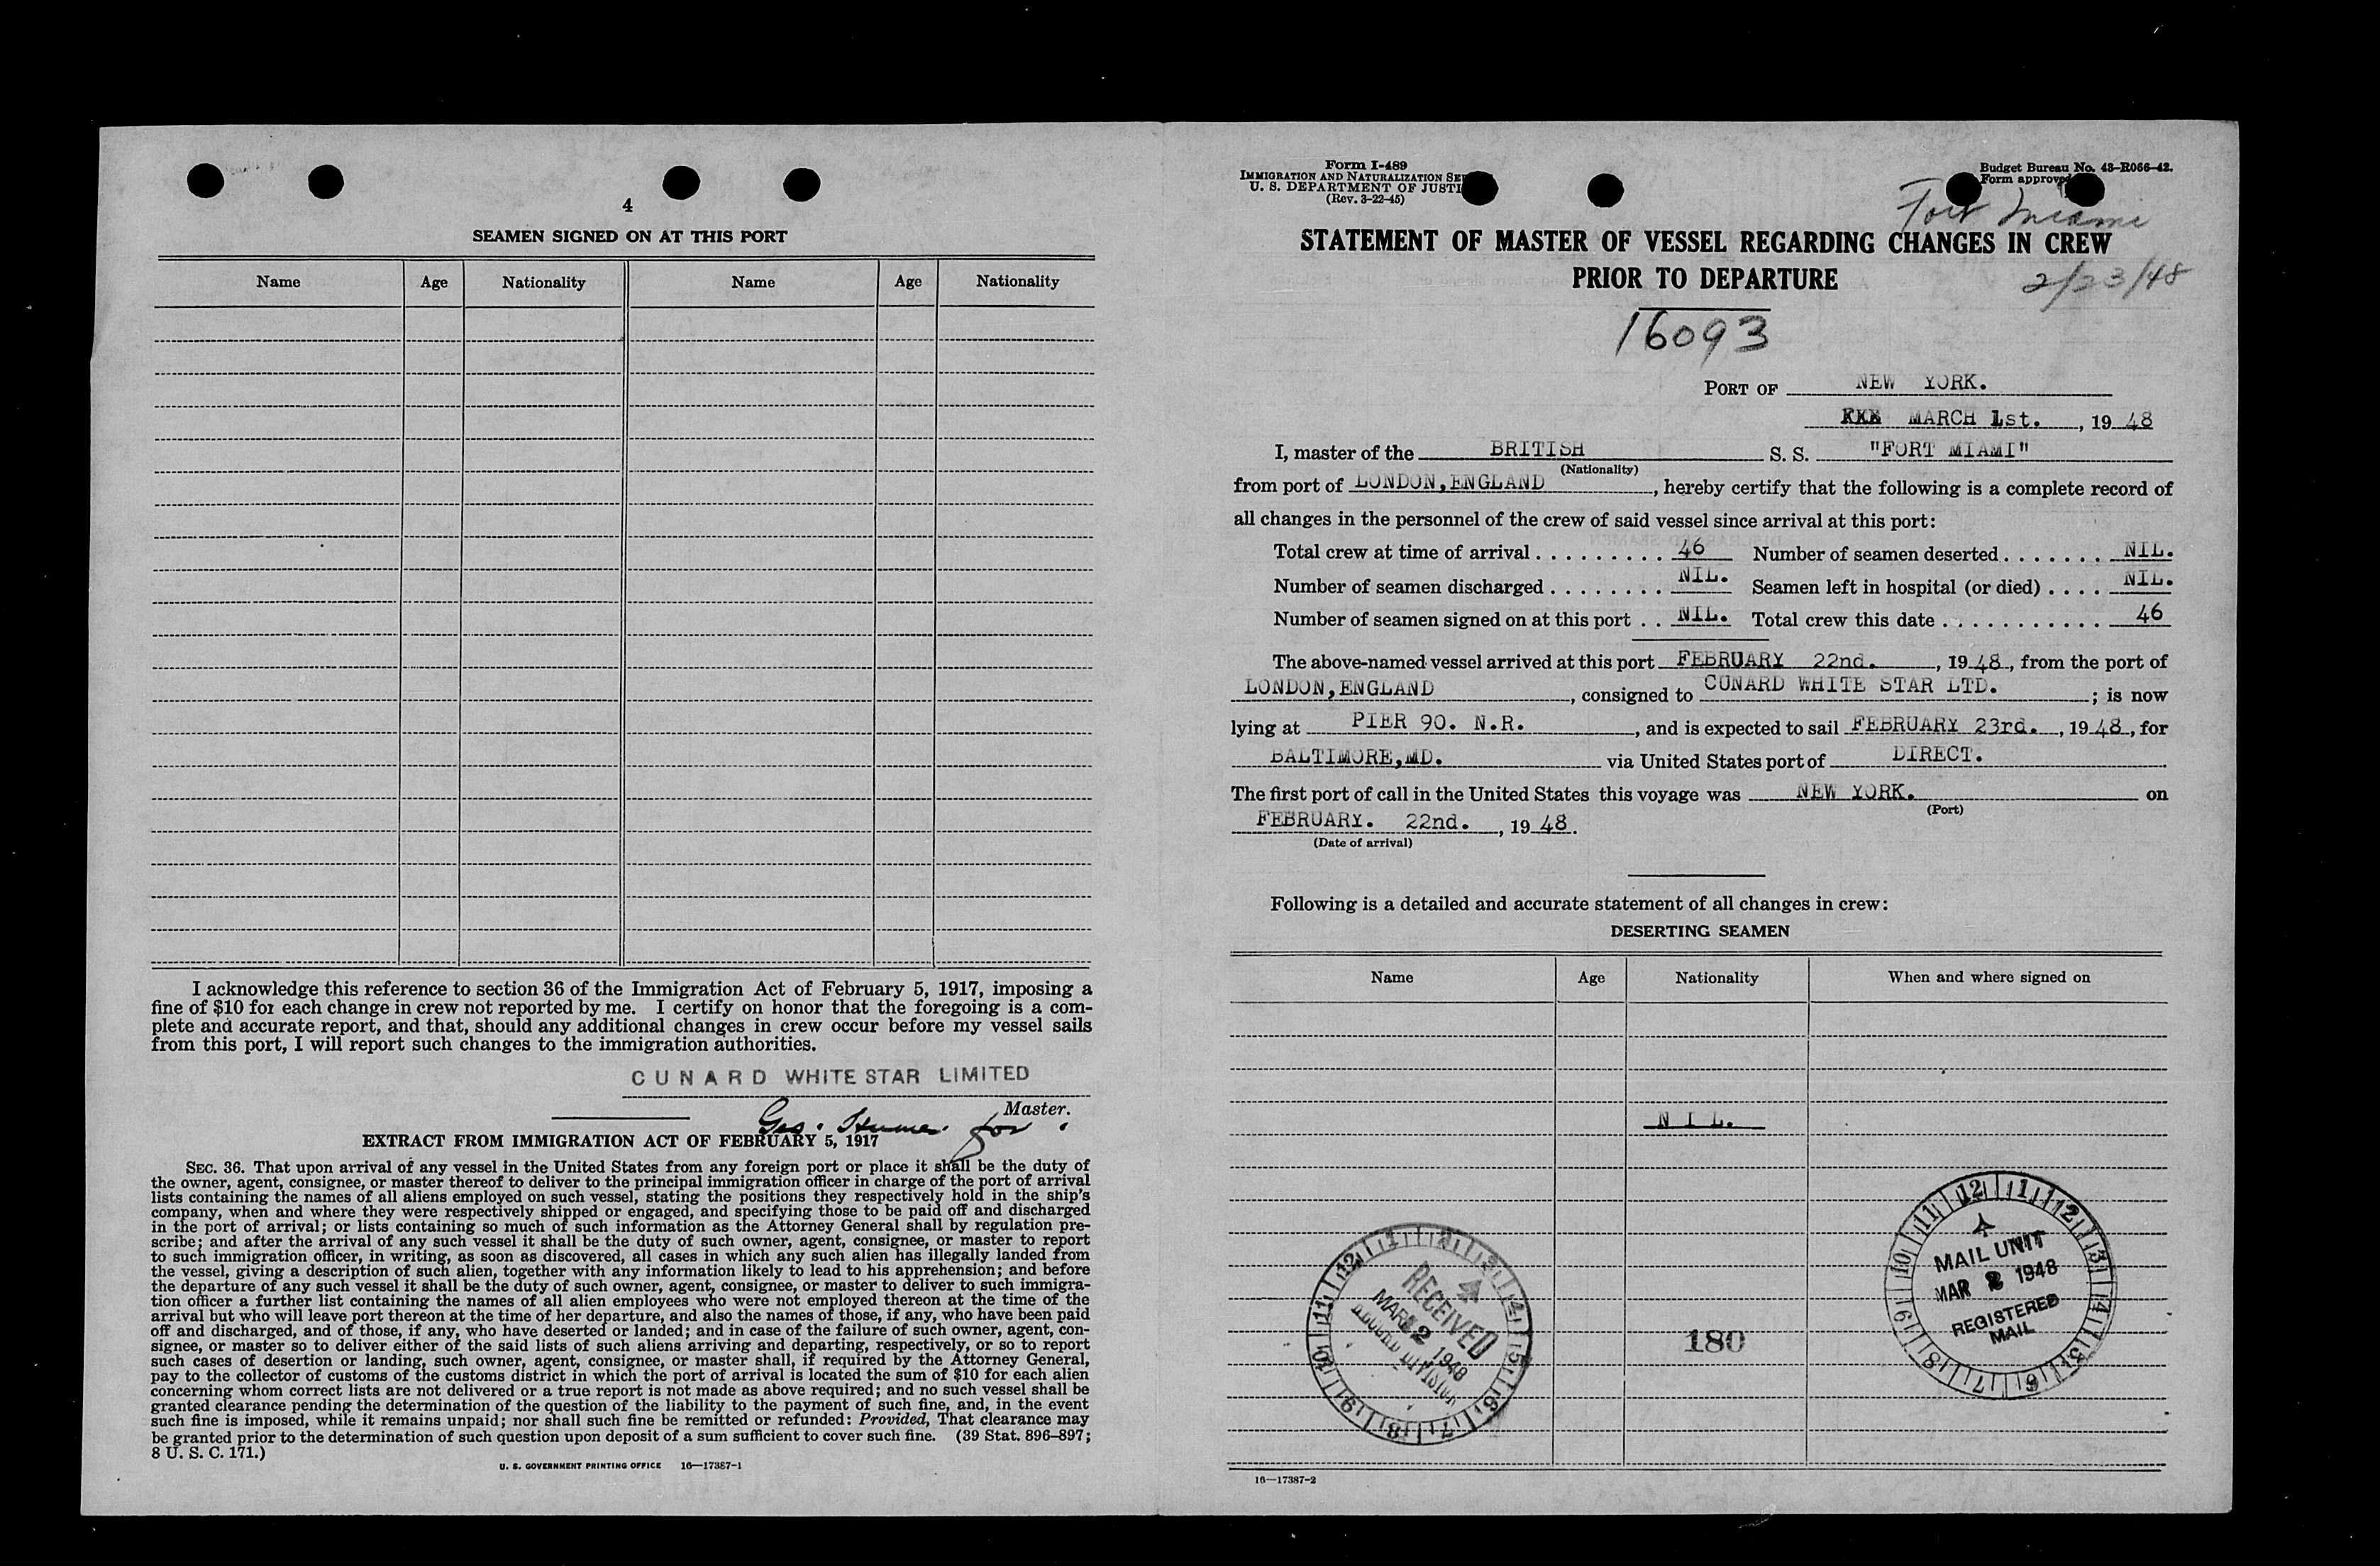 4
SEAMEN SIGNED ON AT THIS PORT
Name Age Nationality Name Age Nationality
I acknowledge this reference to section 36 of the Immigration Act of February 5, 1917, imposing a
fine of $10 for each change in crew not reported by me. I certify on honor that the foregoing is a com-
plete and accurate report, and that, should any additional changes in crew occur before my vessel sails
from this port, I will report such changes to the immigration authorities.
CUNARD WHITE STAR LIMITED
Master.
Geo. for
EXTRACT FROM IMMIGRATION ACT OF FEBRUARY 5, 1917
SEC. 36. That upon arrival of any vessel in the United States from any foreign port or place it shall be the duty of
the owner, agent, consignee, or master thereof to deliver to the principal immigration officer in charge of the port of arrival
lists containing the names of all aliens employed on such vessel, stating the positions they respectively hold in the ship's
company, when and where they were respectively shipped or engaged, and specifying those to be paid off and discharged
in the port of arrival; or lists containing so much of such information as the Attorney General shall by regulation pre-
scribe; and after the arrival of any such vessel it shall be the duty of such owner, agent, consignee, or master to report
to such immigration officer, in writing, as soon as discovered, all cases in which any such alien has illegally landed from
the vessel, giving a description of such alien, together with any information likely to lead to his apprehension; and before
the departure of any such vessel it shall be the duty of such owner, agent, consignee, or master to deliver to such immigra-
tion officer a further list containing the names of all alien employees who were not employed thereon at the time of the
arrival but who will leave port thereon at the time of her departure, and also the names of those, if any, who have been paid
off and discharged, and of those, if any, who have deserted or landed; and in case of the failure of such owner, agent, con-
signee, or master so to deliver either of the said lists of such aliens arriving and departing, respectively, or so to report
such cases of desertion or landing, such owner, agent, consignee, or master shall, if required by the Attorney General,
pay to the collector of customs of the customs district in which the port of arrival is located the sum of $10 for each alien
concerning whom correct lists are not delivered or a true report is not made as above required; and no such vessel shall be
granted clearance pending the determination of the question of the liability to the payment of such fine, and, in the event
such fine is imposed, while it remains unpaid; nor shall such fine be remitted or refunded: Provided, That clearance may
be granted prior to the determination of such question upon deposit of a sum sufficient to cover such fine. (39 Stat. 896–897;
8 U. S. C. 171.)
U. S. GOVERNMENT PRINTING OFFICE 16—17387-1
Form I-489
IMMIGRATION AND NATURALIZATION SE
U. S. DEPARTMENT OF JUSTI
(Rev. 3-22-45)
Budget Bureau No. 43-R066-42.
Form approved
Fort Miami
STATEMENT OF MASTER OF VESSEL REGARDING CHANGES IN CREW
PRIOR TO DEPARTURE
2/23/48
16093
PORT OF NEW YORK.
MARCH 1st., 19 48
I, master of the BRITISH S. S. "FORT MIAMI"
(Nationality)
from port of LONDON,ENGLAND, hereby certify that the following is a complete record of
all changes in the personnel of the crew of said vessel since arrival at this port:
Total crew at time of arrival . . . . . . . . . 46 Number of seamen deserted . . . . . . . NIL.
Number of seamen discharged . . . . . . . . NIL. Seamen left in hospital (or died) . . . . NIL.
Number of seamen signed on at this port . . NIL. Total crew this date . . . . . . . . . . . 46
The above-named vessel arrived at this port FEBRUARY 22nd., 19 48, from the port of
LONDON,ENGLAND, consigned to CUNARD WHITE STAR LTD.; is now
lying at PIER 90. N.R., and is expected to sail FEBRUARY 23rd., 19 48, for
BALTIMORE,MD. via United States port of DIRECT.
The first port of call in the United States this voyage was NEW YORK. on
(Port)
FEBRUARY. 22nd., 19 48.
(Date of arrival)
Following is a detailed and accurate statement of all changes in crew:
DESERTING SEAMEN
Name Age Nationality When and where signed on
N I L.
12 1 2 3 4 5 6 7 8 9 10 11
MAIL UNIT
MAR 2 1948
REGISTERED
MAIL
12 1 2 3 4 5 6 7 8 9 10 11
RECEIVED
MAR 2 1948
DIVISION
180
16—17387-2